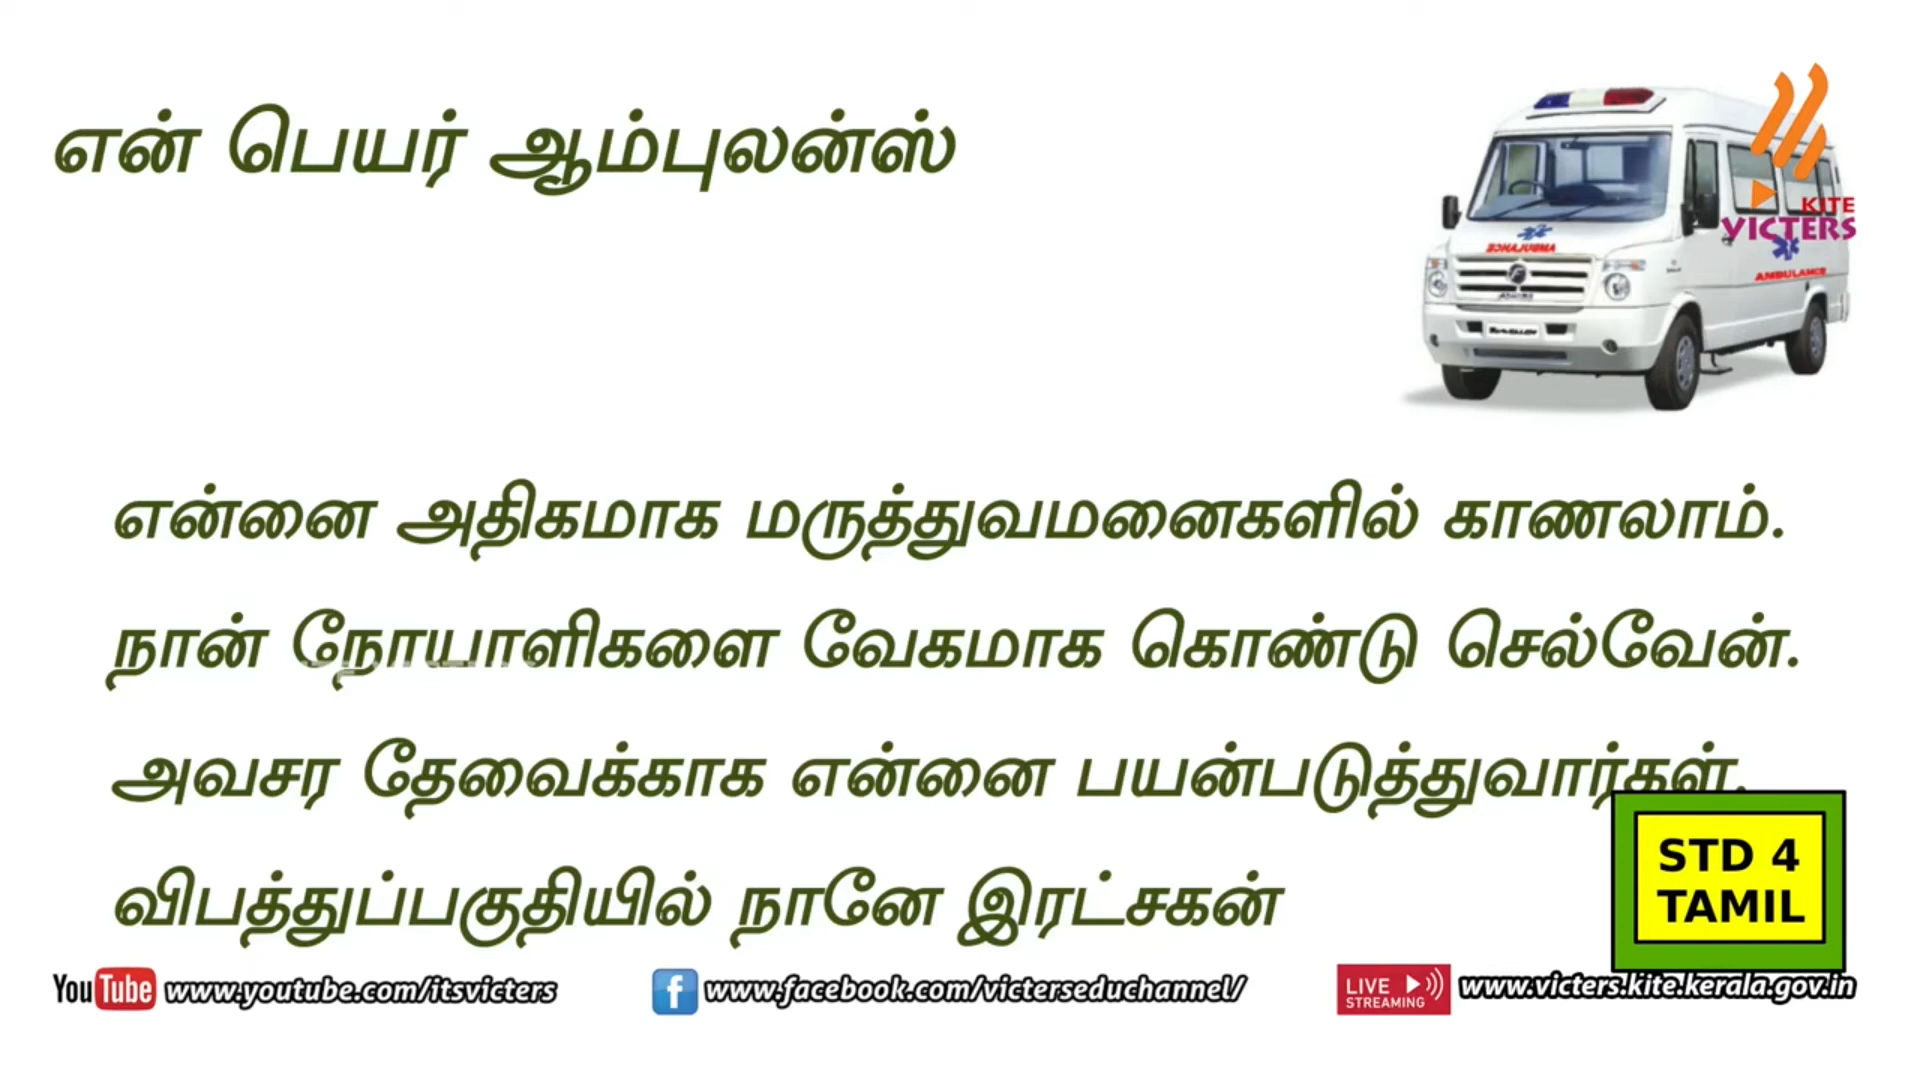 என் பெயர் ஆம்புலன்ஸ்
KITE
VICTERS
AMBULANCE
என்னை அதிகமாக மருத்துவமனைகளில் காணலாம்.
நான் நோயாளிகளை வேகமாக கொண்டு செல்வேன்.
அவசர தேவைக்காக என்னை பயன்படுத்துவார்கள்.
விபத்துப்பகுதியில் நானே இரட்சகன்
STD 4
TAMIL
YouTube www.youtube.com/itsvicters
f www.facebook.com/victerseduchannel/
LIVE STREAMING www.victers.kite.kerala.gov.in